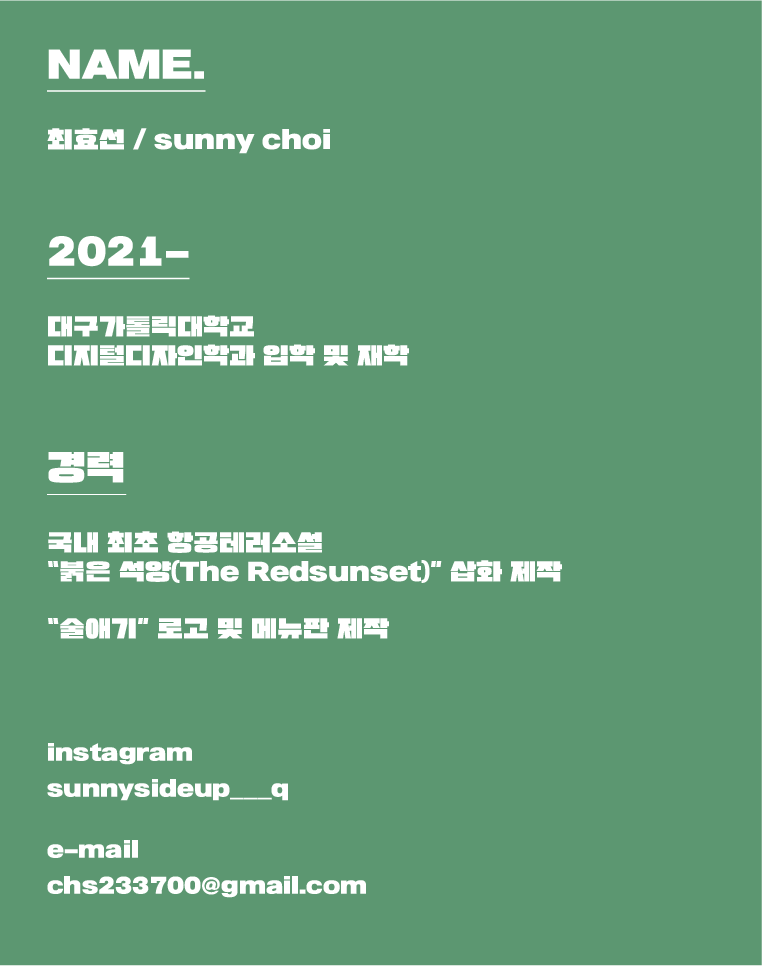 NAME.
최효선 / sunny choi
2021-
대구가톨릭대학교
디지털디자인학과 입학 및 재학
경력
국내 최초 항공테러소설
"붉은 석양(The Redsunset)" 삽화 제작
"술애기" 로고 및 메뉴판 제작
instagram
sunnysideup___q
e-mail
chs233700@gmail.com